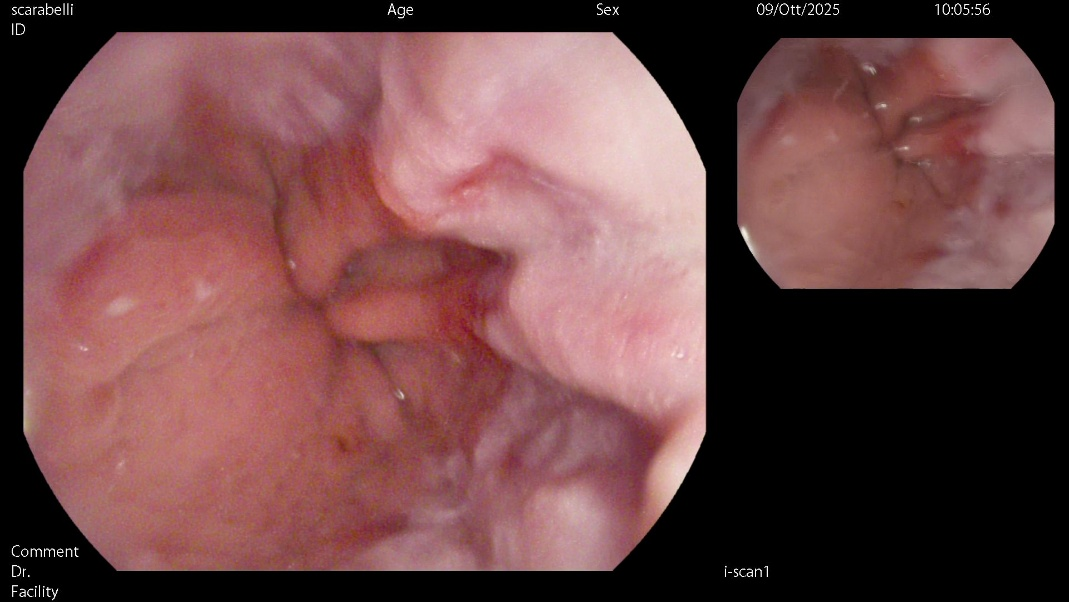 scarabelli Age Sex 09/Ott/2025 10:05:56
ID
Comment
Dr. i-scan1
Facility